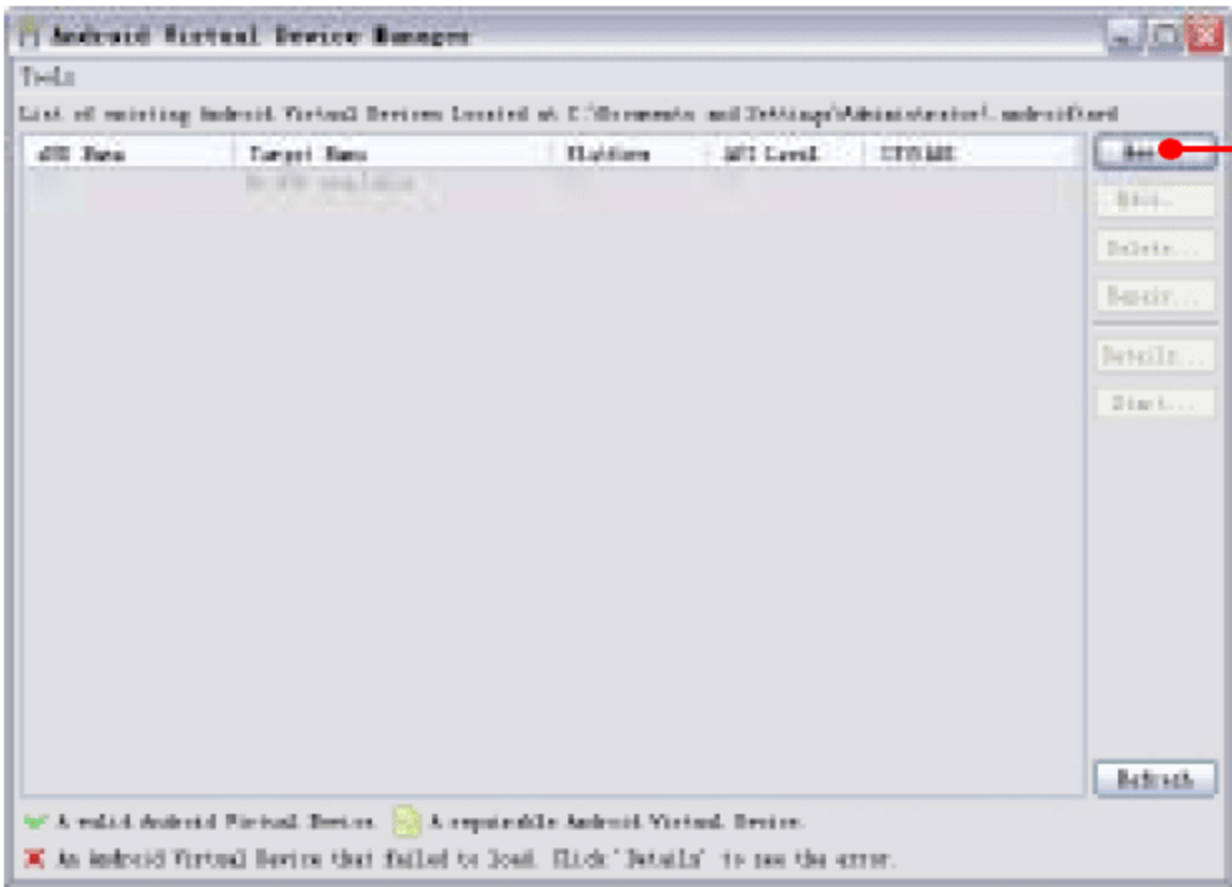 Android Virtual Device Manager
Tools
List of existing Android Virtual Devices located at C:\Documents and Settings\Administrator\.android\avd
AVD Name Target Name Platform API Level CPU/ABI
No AVD available
New...
Edit...
Delete...
Repair...
Details...
Start...
Refresh
A valid Android Virtual Device. A repairable Android Virtual Device.
An Android Virtual Device that failed to load. Click 'Details' to see the error.